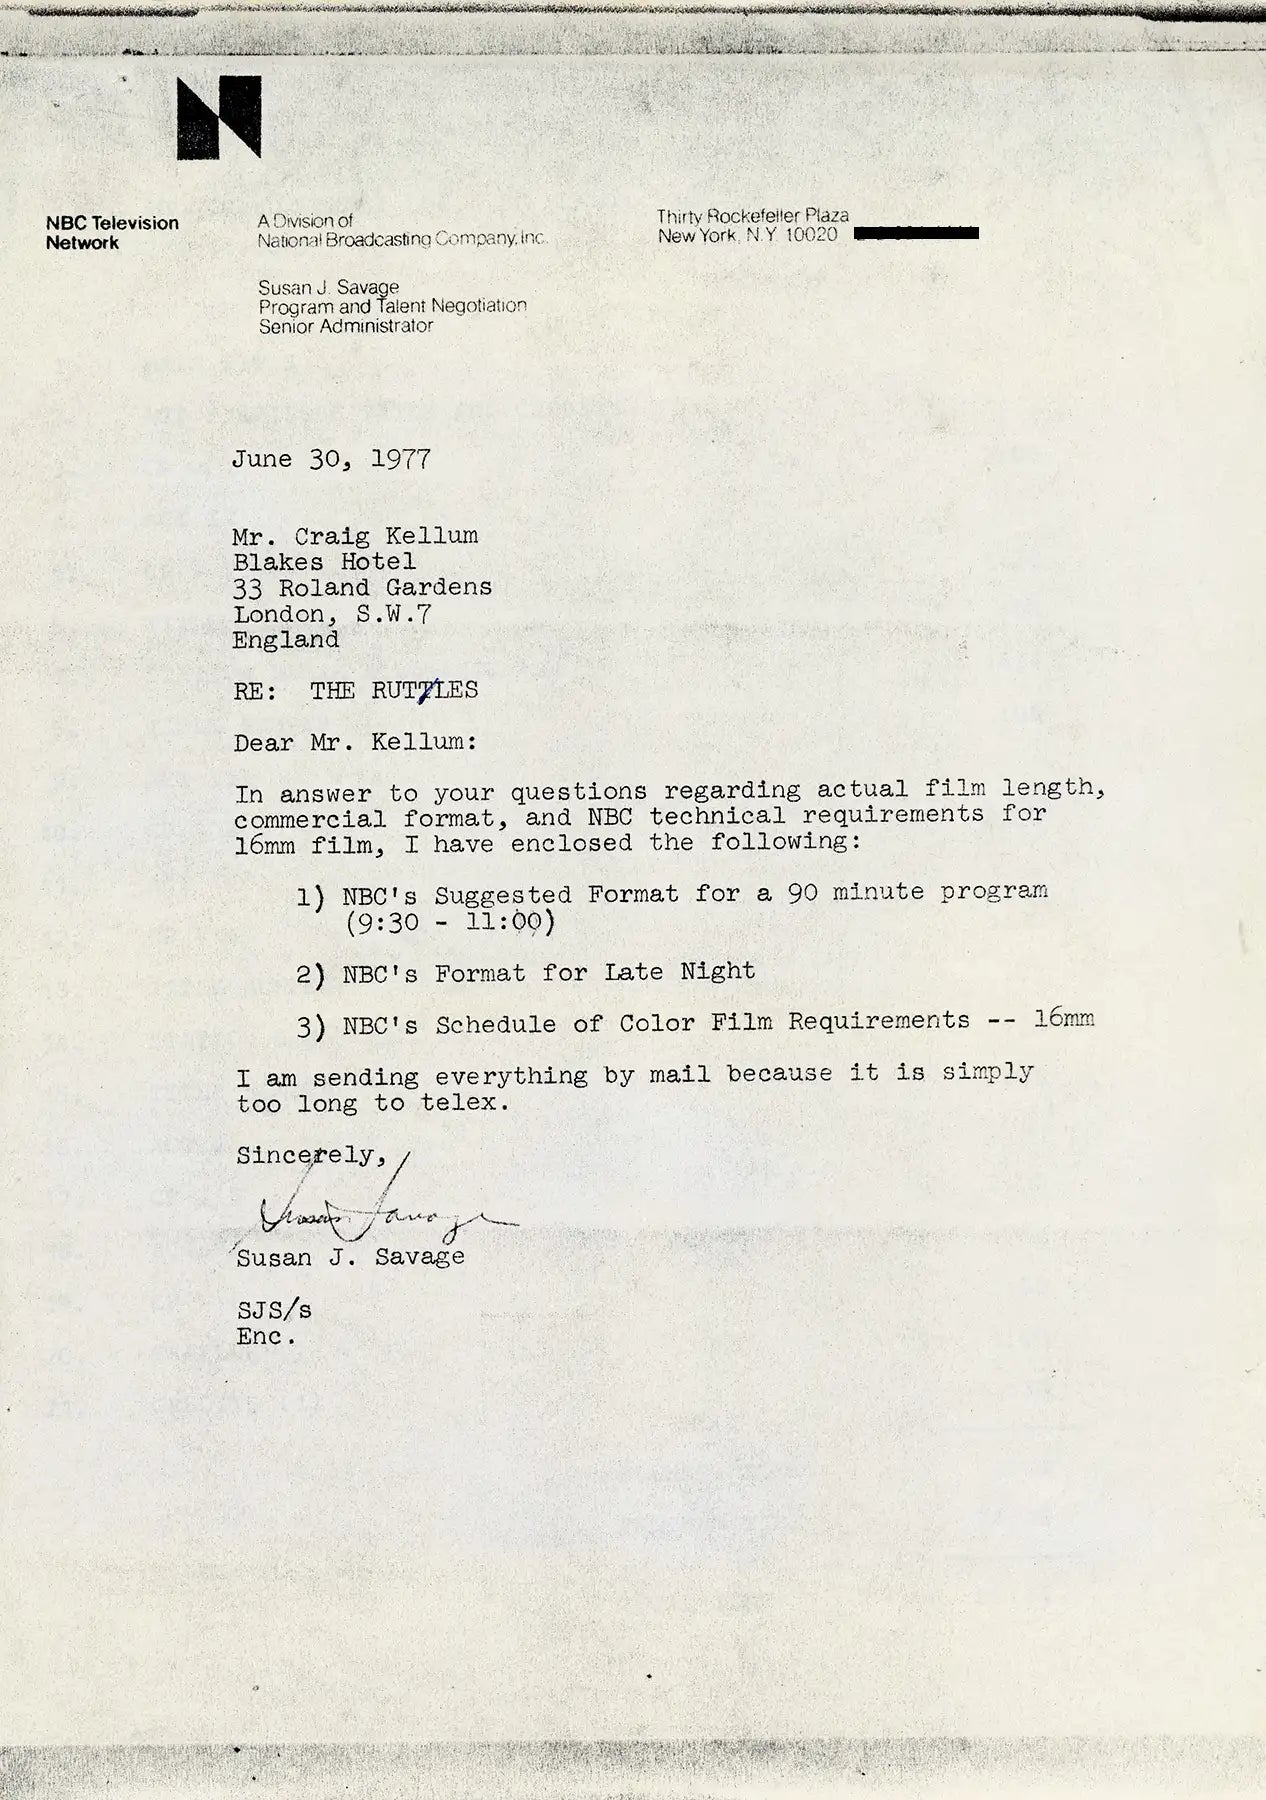 NBC Television
Network
A Division of
National Broadcasting Company, Inc.
Thirty Rockefeller Plaza
New York, N.Y. 10020
Susan J. Savage
Program and Talent Negotiation
Senior Administrator
June 30, 1977
Mr. Craig Kellum
Blakes Hotel
33 Roland Gardens
London, S.W.7
England
RE: THE RUTTLES
Dear Mr. Kellum:
In answer to your questions regarding actual film length,
commercial format, and NBC technical requirements for
16mm film, I have enclosed the following:
1) NBC's Suggested Format for a 90 minute program
(9:30 - 11:00)
2) NBC's Format for Late Night
3) NBC's Schedule of Color Film Requirements -- 16mm
I am sending everything by mail because it is simply
too long to telex.
Sincerely,
Susan Savage
Susan J. Savage
SJS/s
Enc.